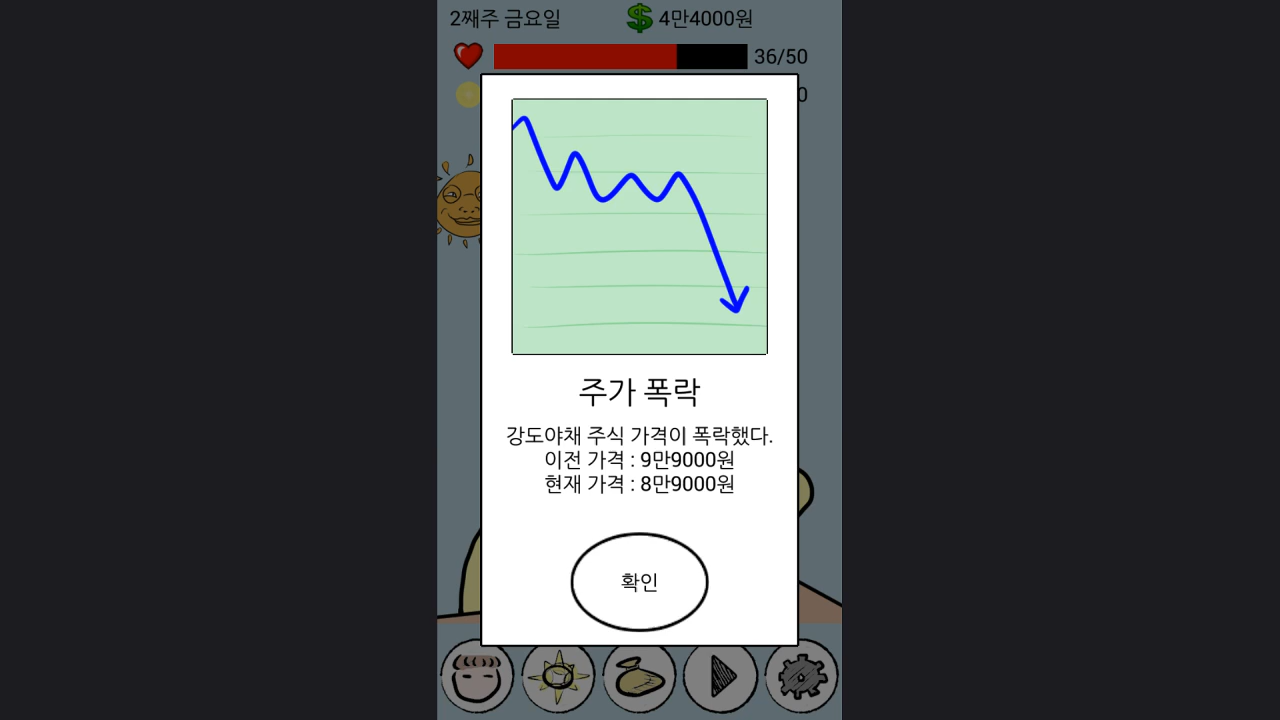 2째주 금요일
4만4000원
36/50
0
주가 폭락
강도야채 주식 가격이 폭락했다.
이전 가격 : 9만9000원
현재 가격 : 8만9000원
확인